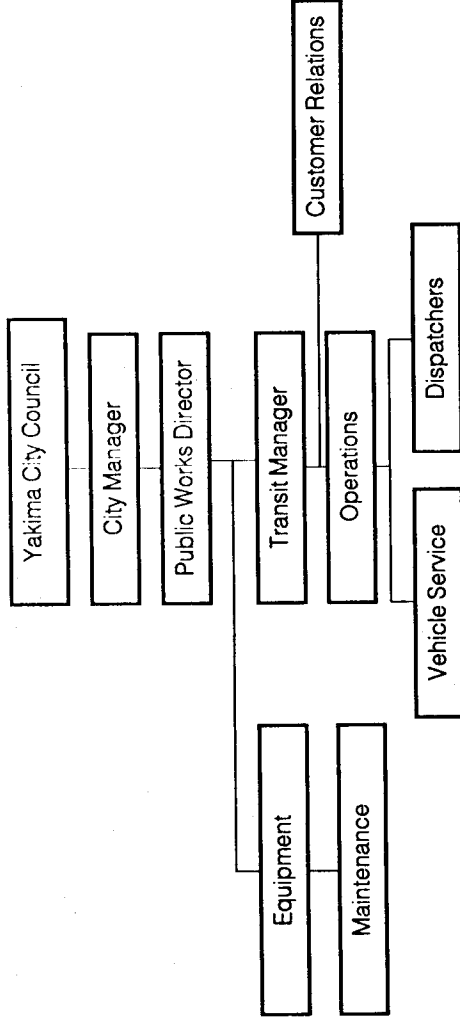 Yakima City Council
City Manager
Public Works Director
Equipment
Transit Manager
Customer Relations
Maintenance
Operations
Vehicle Service
Dispatchers